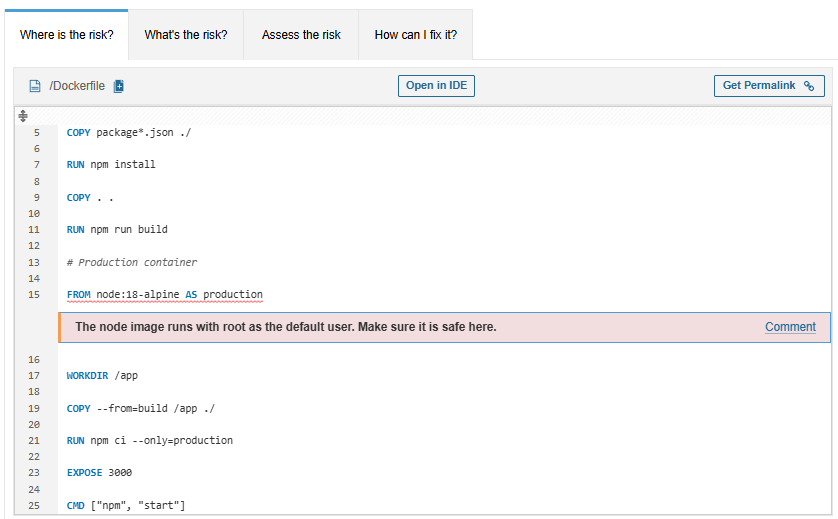 Where is the risk? What's the risk? Assess the risk How can I fix it?
/Dockerfile Open in IDE Get Permalink
5 COPY package*.json ./
6
7 RUN npm install
8
9 COPY . .
10
11 RUN npm run build
12
13 # Production container
14
15 FROM node:18-alpine AS production
The node image runs with root as the default user. Make sure it is safe here. Comment
16
17 WORKDIR /app
18
19 COPY --from=build /app ./
20
21 RUN npm ci --only=production
22
23 EXPOSE 3000
24
25 CMD ["npm", "start"]